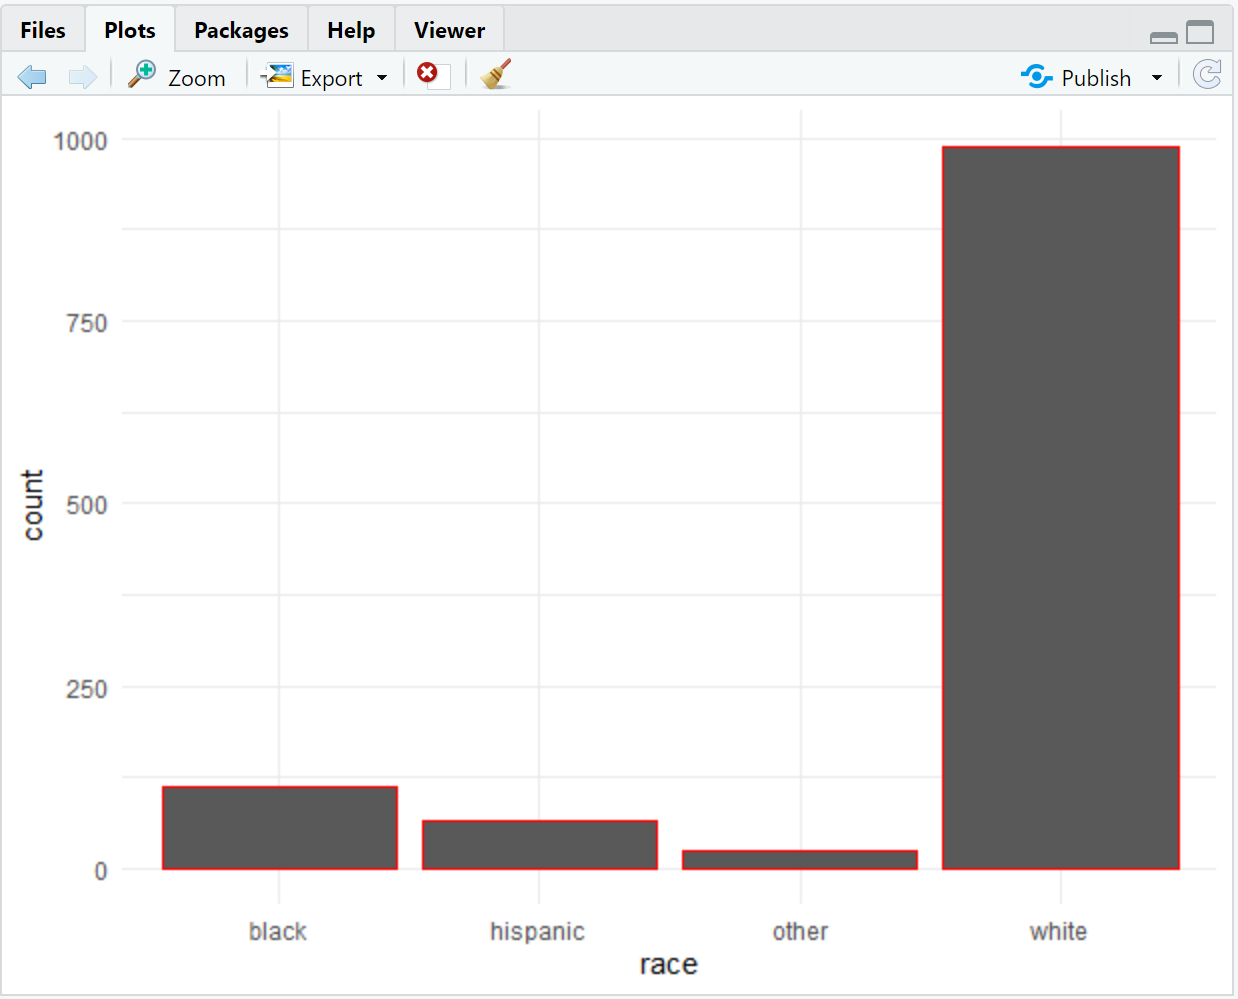 Files Plots Packages Help Viewer
Zoom Export Publish
1000
750
500
250
0
count
black hispanic other white
race